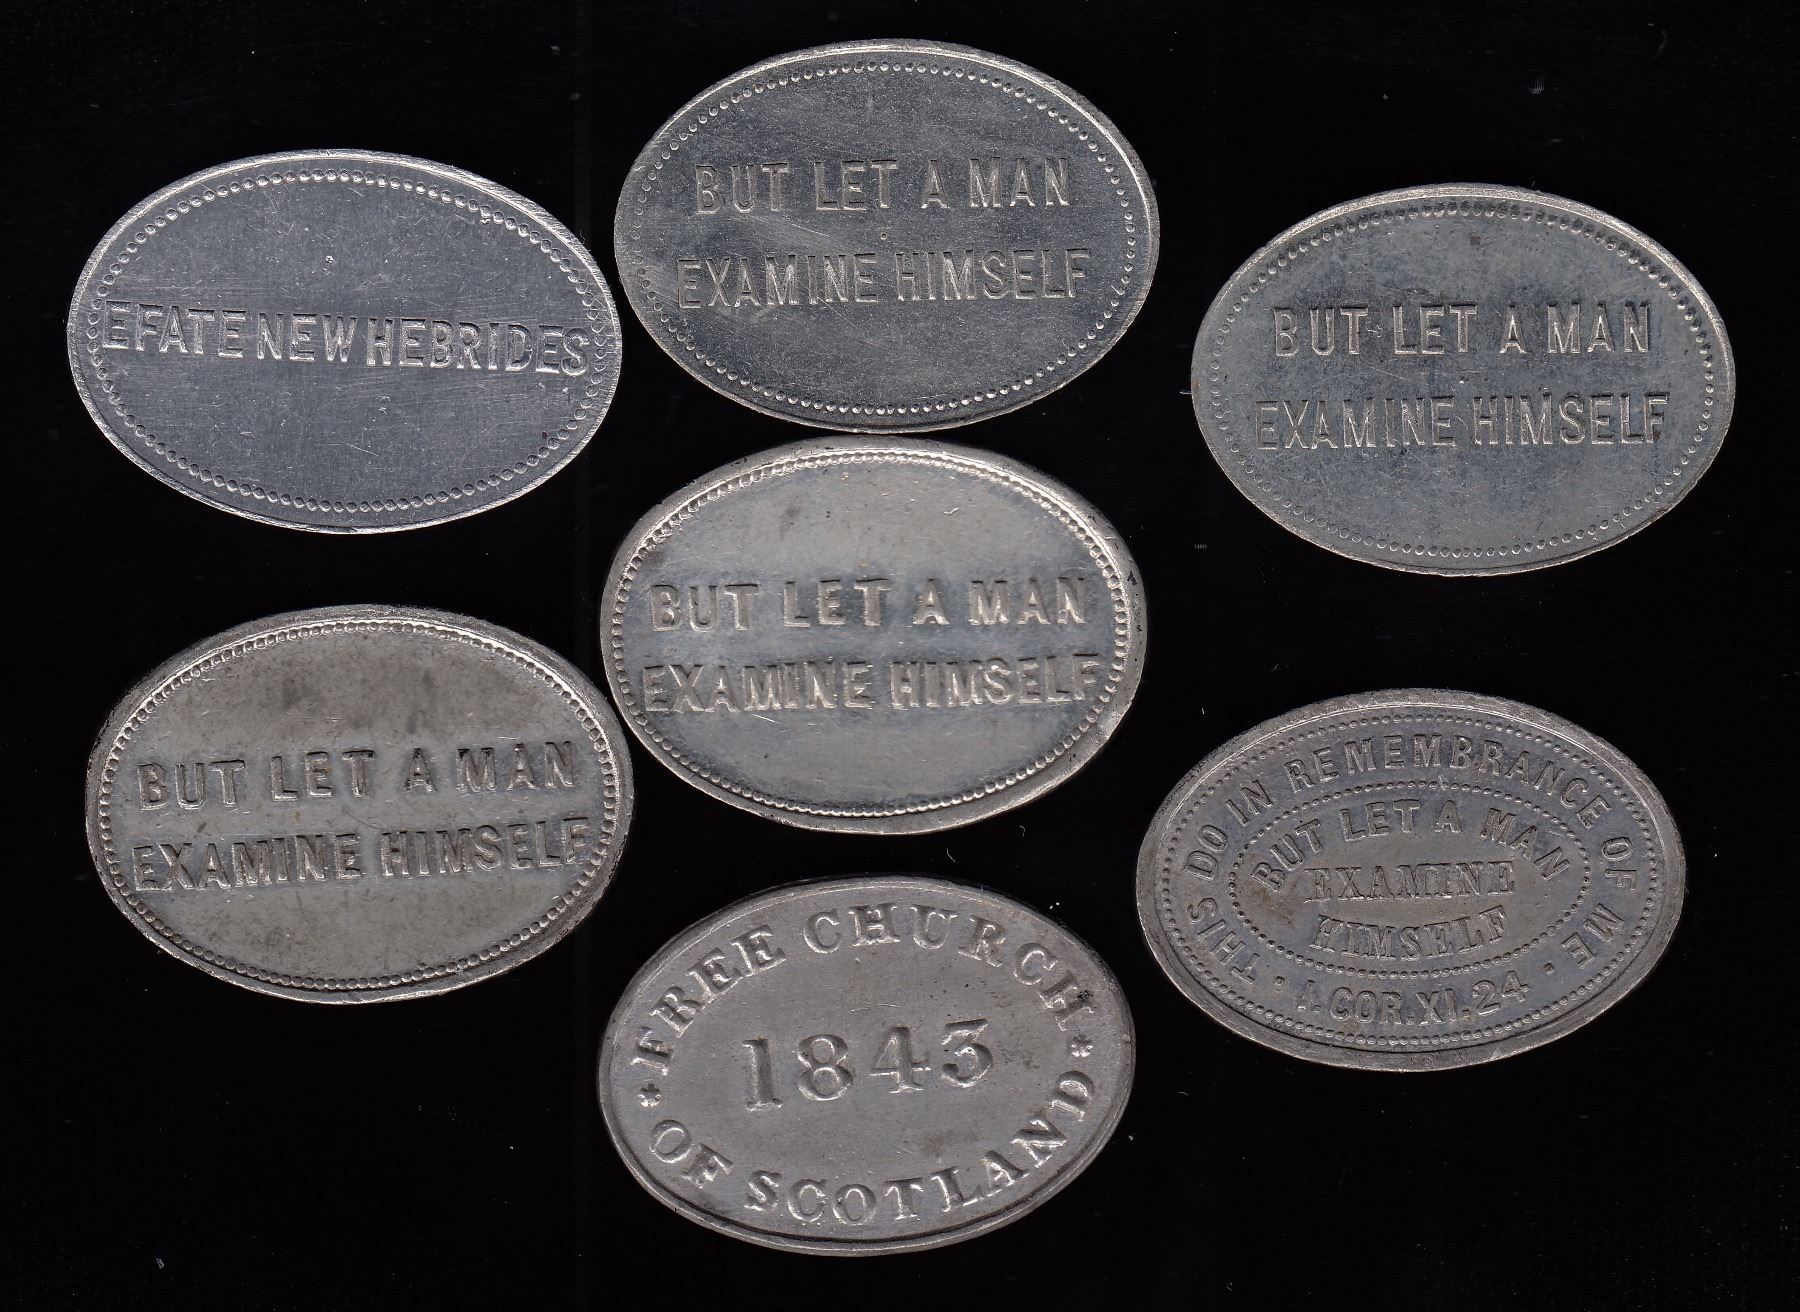 EFATE NEW HEBRIDES
BUT LET A MAN
EXAMINE HIMSELF
BUT LET A MAN
EXAMINE HIMSELF
BUT LET A MAN
EXAMINE HIMSELF
BUT LET A MAN
EXAMINE HIMSELF
THIS DO IN REMEMBRANCE OF ME
BUT LET A MAN
EXAMINE
HIMSELF
· 1. COR. XI. 24 ·
FREE CHURCH
1843
* OF SCOTLAND *